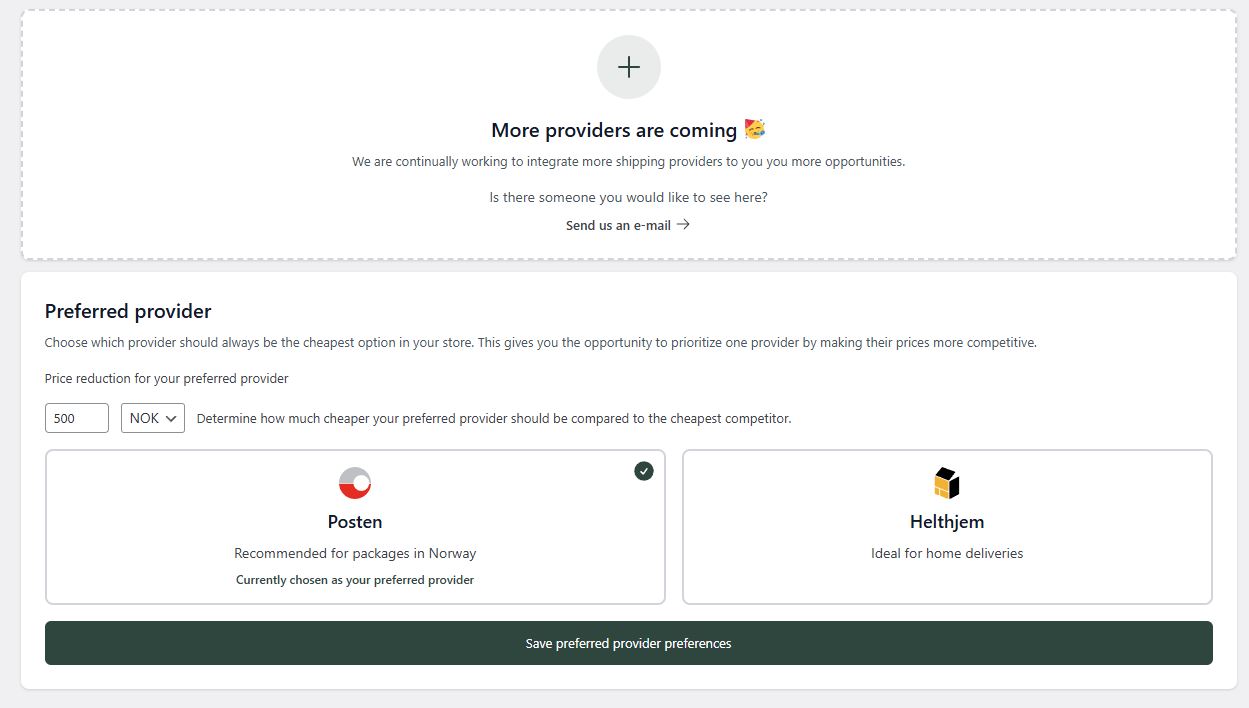 More providers are coming 🥳
We are continually working to integrate more shipping providers to you you more opportunities.
Is there someone you would like to see here?
Send us an e-mail →
Preferred provider
Choose which provider should always be the cheapest option in your store. This gives you the opportunity to prioritize one provider by making their prices more competitive.
Price reduction for your preferred provider
500 NOK Determine how much cheaper your preferred provider should be compared to the cheapest competitor.
Posten
Recommended for packages in Norway
Currently chosen as your preferred provider
Helthjem
Ideal for home deliveries
Save preferred provider preferences